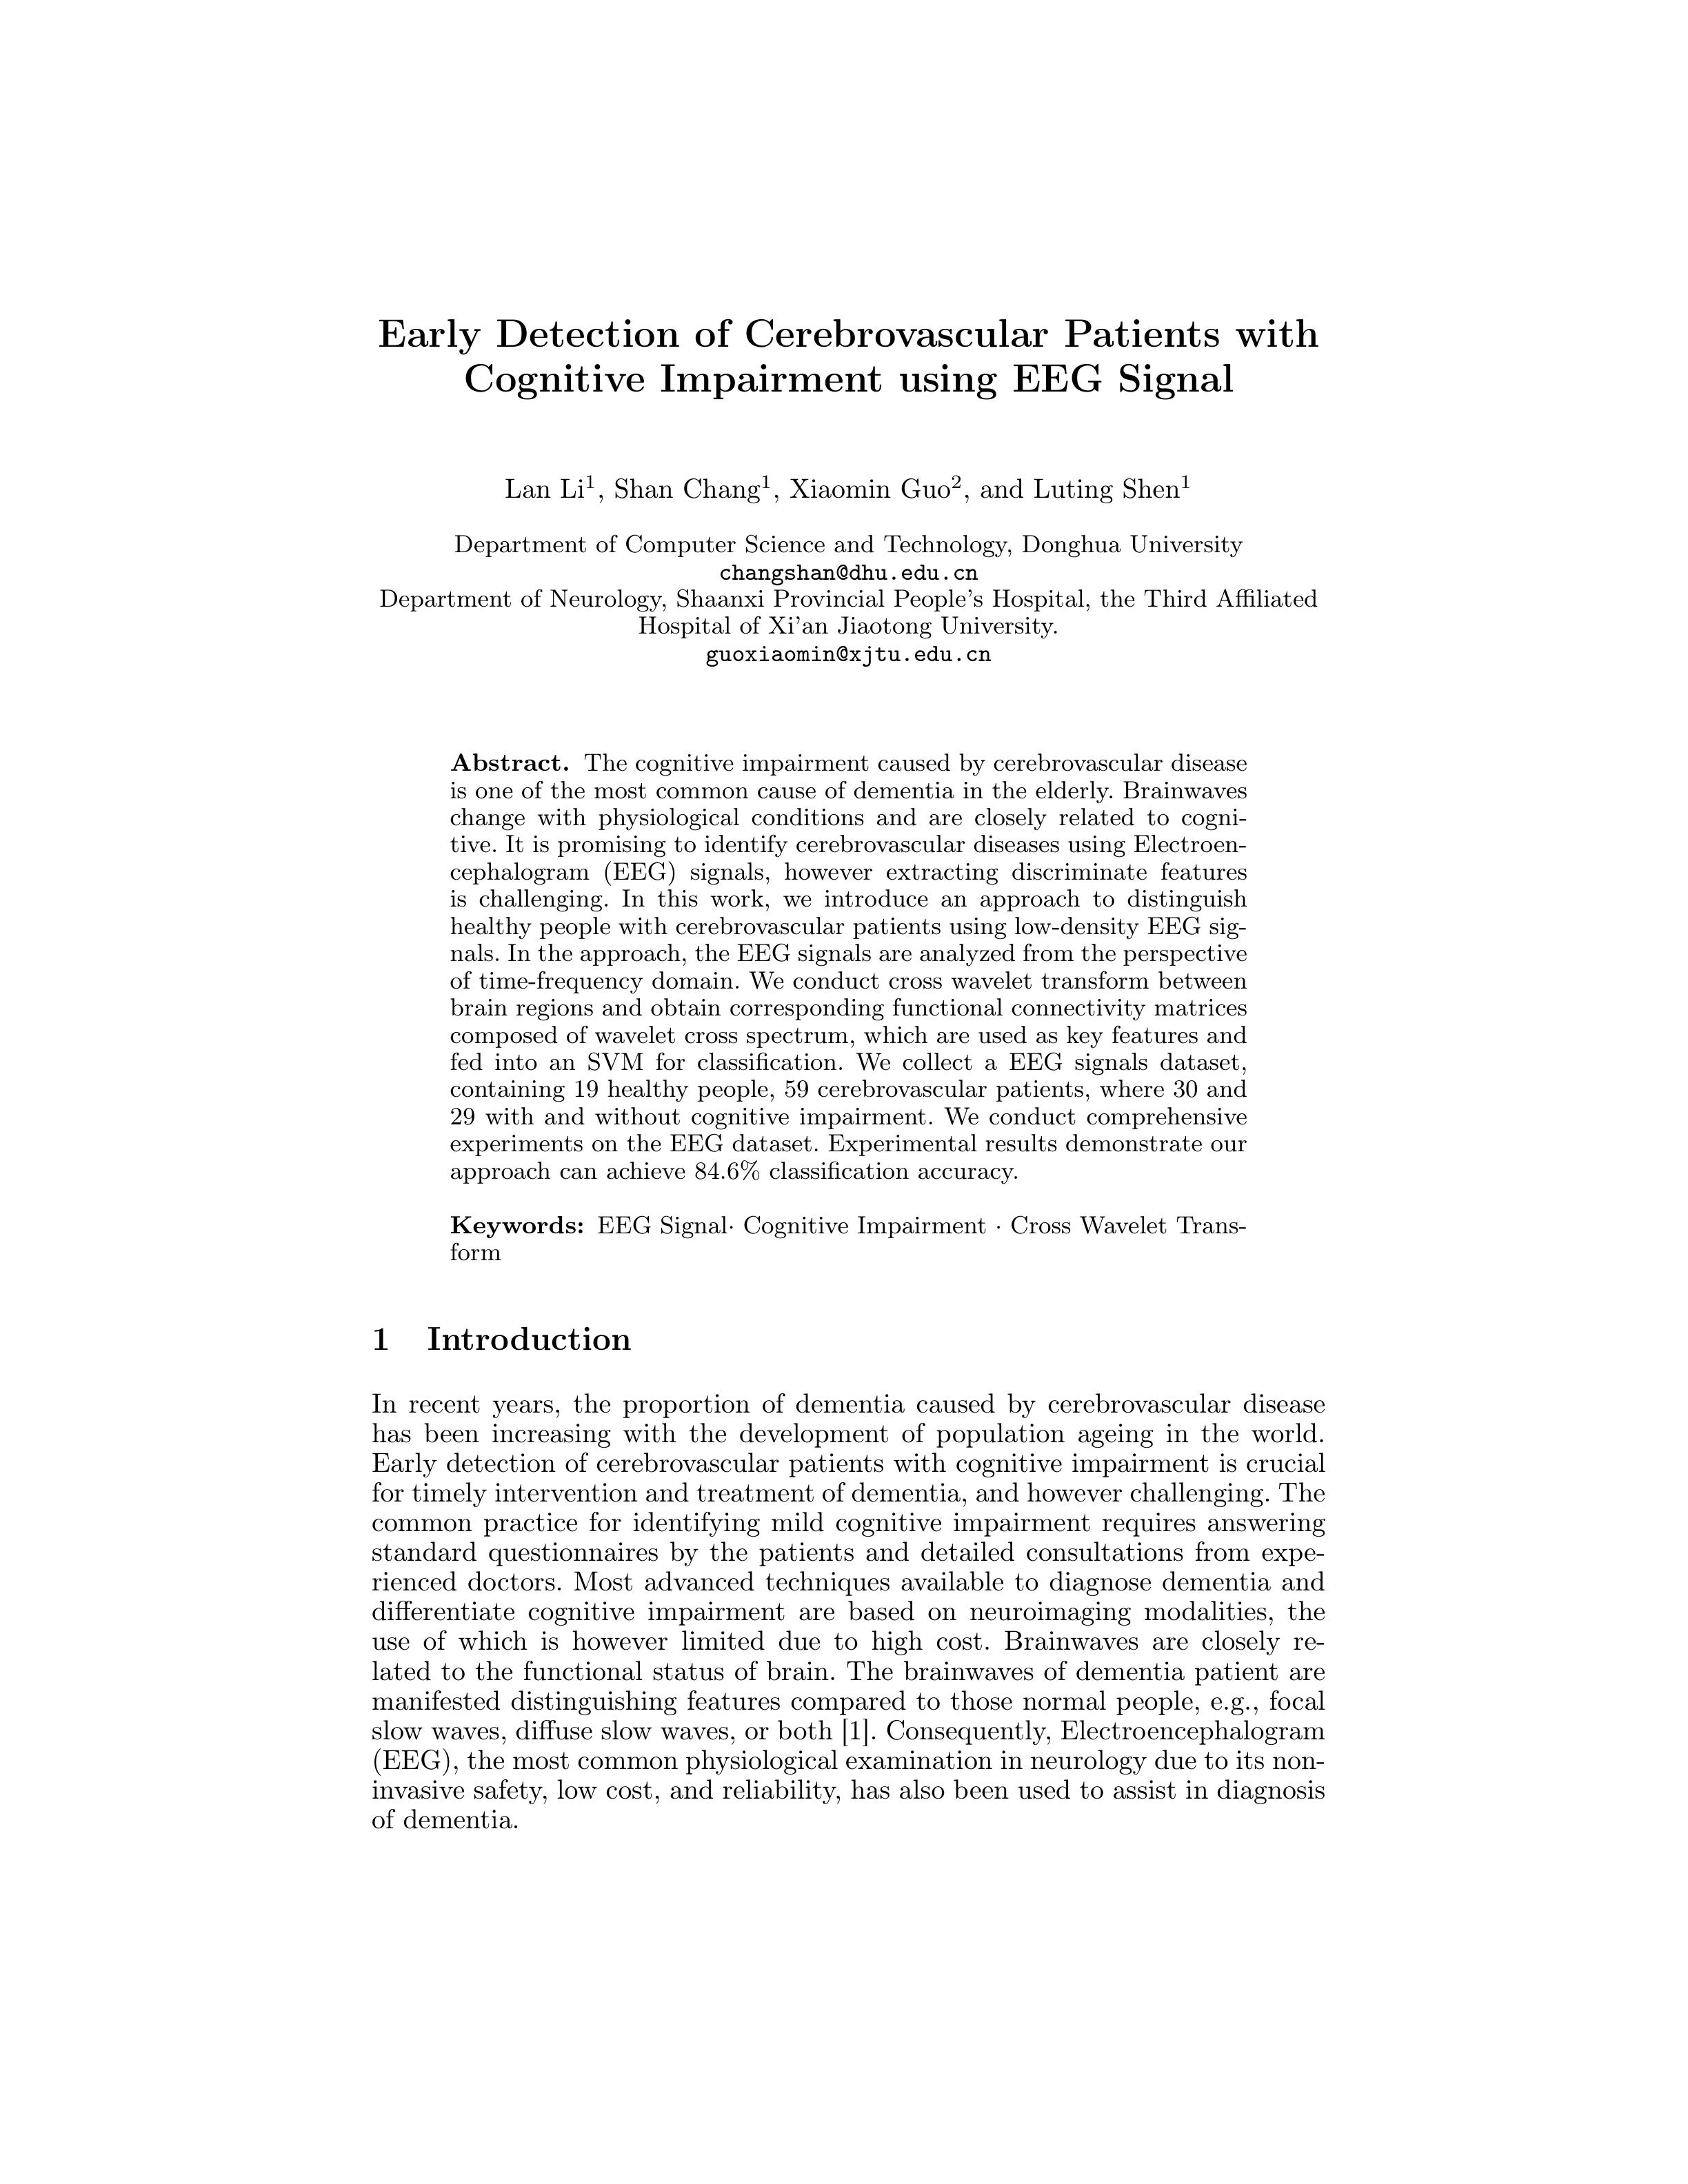 Early Detection of Cerebrovascular Patients with
Cognitive Impairment using EEG Signal
Lan Li1, Shan Chang1, Xiaomin Guo2, and Luting Shen1
Department of Computer Science and Technology, Donghua University
changshan@dhu.edu.cn
Department of Neurology, Shaanxi Provincial People's Hospital, the Third Affiliated
Hospital of Xi'an Jiaotong University.
guoxiaomin@xjtu.edu.cn
Abstract. The cognitive impairment caused by cerebrovascular disease
is one of the most common cause of dementia in the elderly. Brainwaves
change with physiological conditions and are closely related to cogni-
tive. It is promising to identify cerebrovascular diseases using Electroen-
cephalogram (EEG) signals, however extracting discriminate features
is challenging. In this work, we introduce an approach to distinguish
healthy people with cerebrovascular patients using low-density EEG sig-
nals. In the approach, the EEG signals are analyzed from the perspective
of time-frequency domain. We conduct cross wavelet transform between
brain regions and obtain corresponding functional connectivity matrices
composed of wavelet cross spectrum, which are used as key features and
fed into an SVM for classification. We collect a EEG signals dataset,
containing 19 healthy people, 59 cerebrovascular patients, where 30 and
29 with and without cognitive impairment. We conduct comprehensive
experiments on the EEG dataset. Experimental results demonstrate our
approach can achieve 84.6% classification accuracy.
Keywords: EEG Signal· Cognitive Impairment · Cross Wavelet Trans-
form
1 Introduction
In recent years, the proportion of dementia caused by cerebrovascular disease
has been increasing with the development of population ageing in the world.
Early detection of cerebrovascular patients with cognitive impairment is crucial
for timely intervention and treatment of dementia, and however challenging. The
common practice for identifying mild cognitive impairment requires answering
standard questionnaires by the patients and detailed consultations from expe-
rienced doctors. Most advanced techniques available to diagnose dementia and
differentiate cognitive impairment are based on neuroimaging modalities, the
use of which is however limited due to high cost. Brainwaves are closely re-
lated to the functional status of brain. The brainwaves of dementia patient are
manifested distinguishing features compared to those normal people, e.g., focal
slow waves, diffuse slow waves, or both [1]. Consequently, Electroencephalogram
(EEG), the most common physiological examination in neurology due to its non-
invasive safety, low cost, and reliability, has also been used to assist in diagnosis
of dementia.